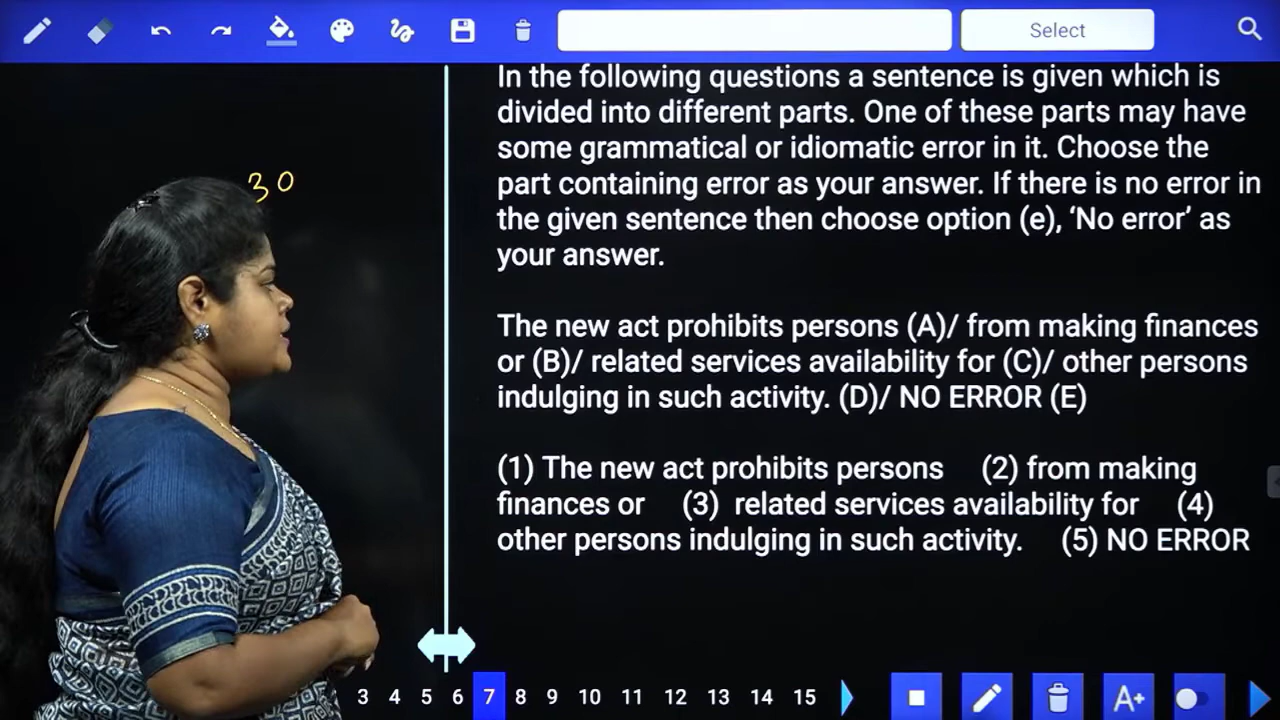 Select
In the following questions a sentence is given which is
divided into different parts. One of these parts may have
some grammatical or idiomatic error in it. Choose the
part containing error as your answer. If there is no error in
the given sentence then choose option (e), ‘No error’ as
your answer.
30
The new act prohibits persons (A)/ from making finances
or (B)/ related services availability for (C)/ other persons
indulging in such activity. (D)/ NO ERROR (E)
(1) The new act prohibits persons (2) from making
finances or (3) related services availability for (4)
other persons indulging in such activity. (5) NO ERROR
3 4 5 6 7 8 9 10 11 12 13 14 15
A+